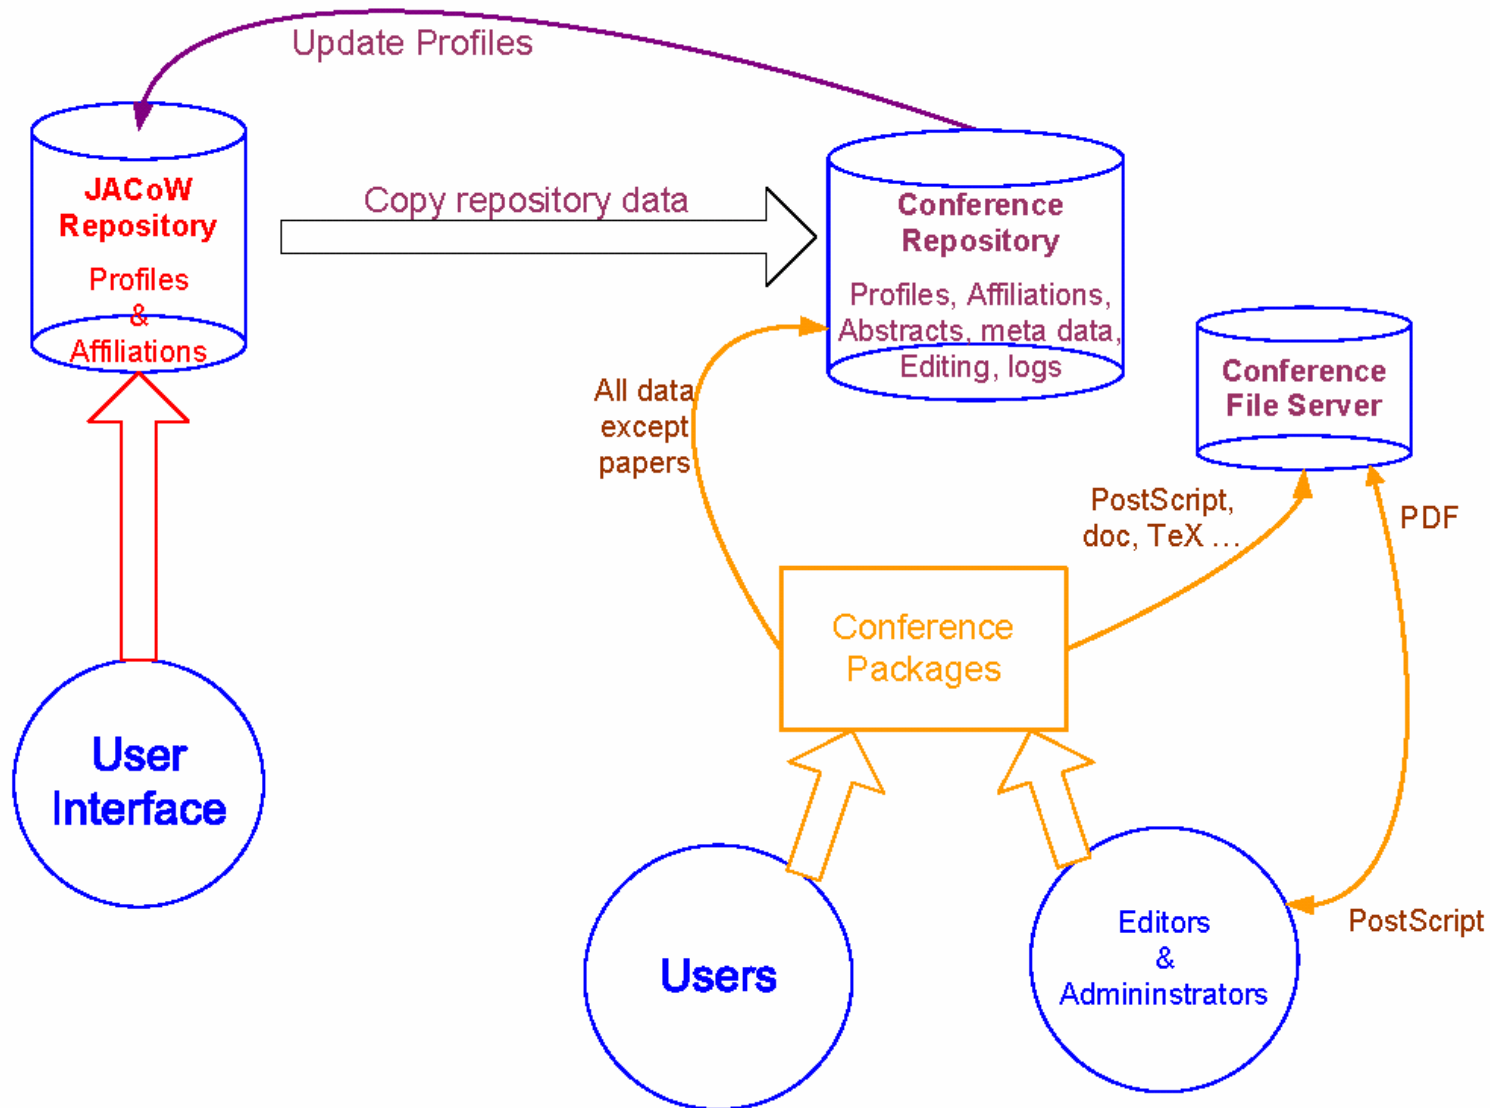 Update Profiles
JACoW
Repository
Profiles
&
Affiliations
Copy repository data
Conference
Repository
Profiles, Affiliations,
Abstracts, meta data,
Editing, logs
Conference
File Server
All data
except
papers
PostScript,
doc, TeX ...
PDF
Conference
Packages
User
Interface
Users
Editors
&
Admininstrators
PostScript